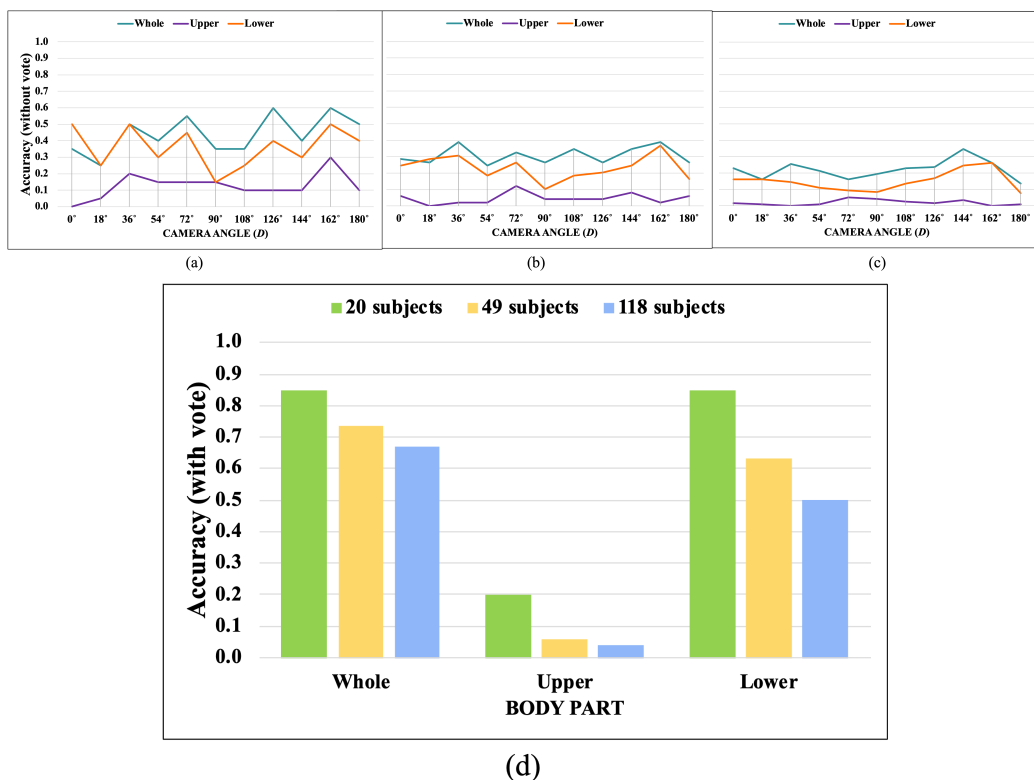 Whole Upper Lower
Accuracy (without vote)
1.0
0.9
0.8
0.7
0.6
0.5
0.4
0.3
0.2
0.1
0.0
0˚ 18˚ 36˚ 54˚ 72˚ 90˚ 108˚ 126˚ 144˚ 162˚ 180˚
CAMERA ANGLE (D)
(a)
Whole Upper Lower
0˚ 18˚ 36˚ 54˚ 72˚ 90˚ 108˚ 126˚ 144˚ 162˚ 180˚
CAMERA ANGLE (D)
(b)
Whole Upper Lower
0˚ 18˚ 36˚ 54˚ 72˚ 90˚ 108˚ 126˚ 144˚ 162˚ 180˚
CAMERA ANGLE (D)
(c)
20 subjects 49 subjects 118 subjects
Accuracy (with vote)
1.0
0.9
0.8
0.7
0.6
0.5
0.4
0.3
0.2
0.1
0.0
Whole Upper Lower
BODY PART
(d)